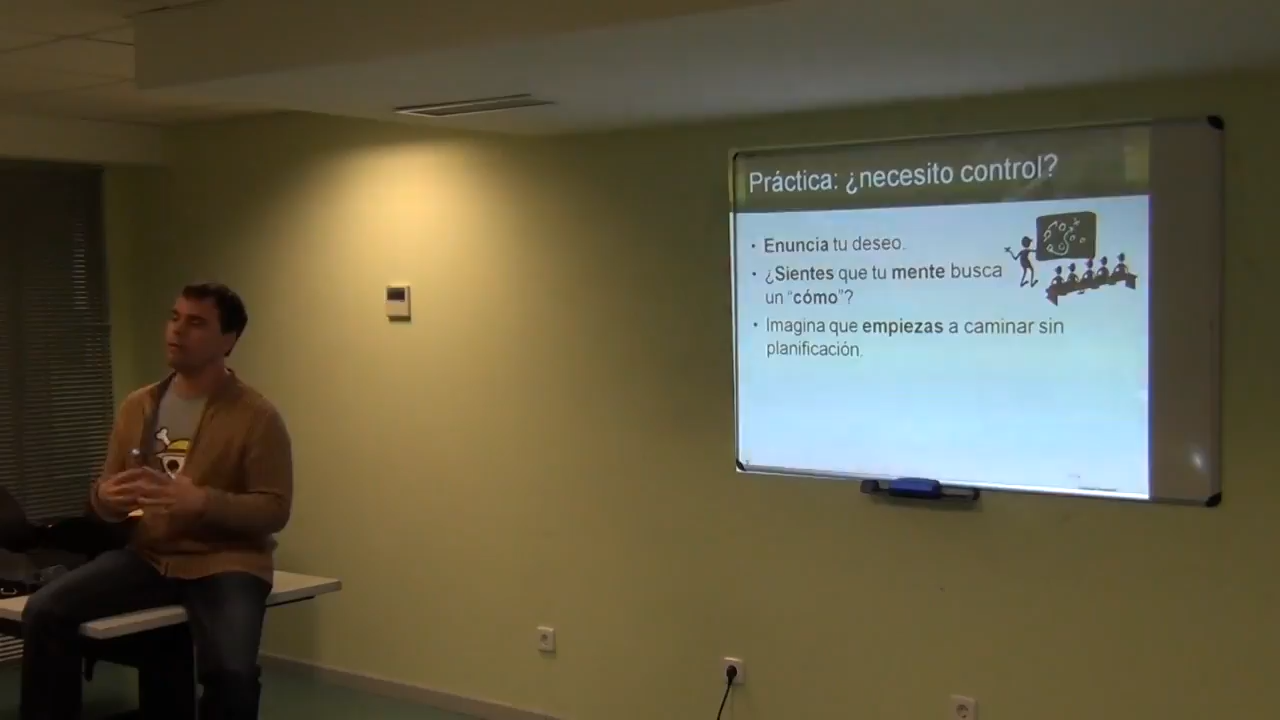 Práctica: ¿necesito control?
• Enuncia tu deseo.
• ¿Sientes que tu mente busca
un “cómo”?
• Imagina que empiezas a caminar sin
planificación.